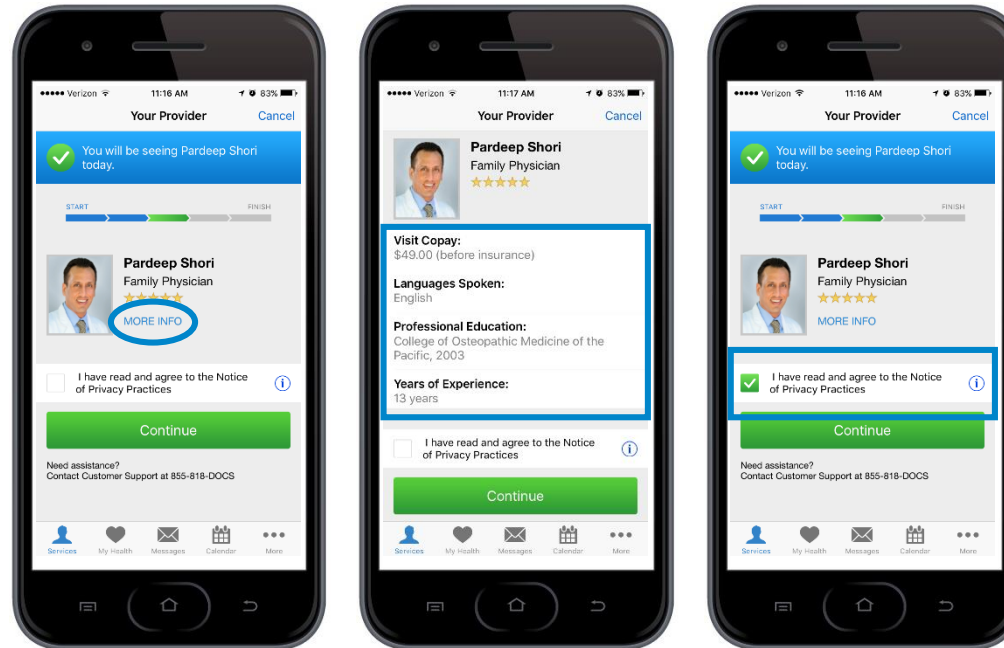 Verizon 11:16 AM 83%
Your Provider Cancel
You will be seeing Pardeep Shori
today.
START FINISH
Pardeep Shori
Family Physician
MORE INFO
I have read and agree to the Notice
of Privacy Practices
Continue
Need assistance?
Contact Customer Support at 855-818-DOCS
Services My Health Messages Calendar More
Verizon 11:17 AM 83%
Your Provider Cancel
Pardeep Shori
Family Physician
Visit Copay:
$49.00 (before insurance)
Languages Spoken:
English
Professional Education:
College of Osteopathic Medicine of the
Pacific, 2003
Years of Experience:
13 years
I have read and agree to the Notice
of Privacy Practices
Continue
Services My Health Messages Calendar More
Verizon 11:16 AM 83%
Your Provider Cancel
You will be seeing Pardeep Shori
today.
START FINISH
Pardeep Shori
Family Physician
MORE INFO
I have read and agree to the Notice
of Privacy Practices
Continue
Need assistance?
Contact Customer Support at 855-818-DOCS
Services My Health Messages Calendar More